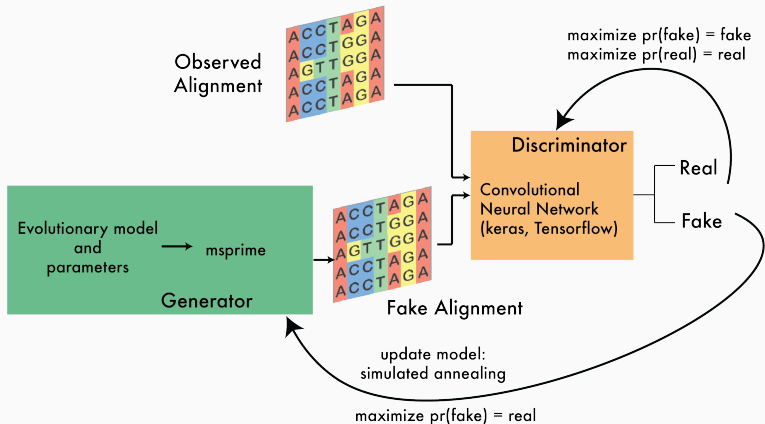 Observed
Alignment
ACCTAGA
ACCTGGA
AGTTGGA
ACCTAGA
ACCTAGA
maximize pr(fake) = fake
maximize pr(real) = real
Discriminator
Convolutional
Neural Network
(keras, Tensorflow)
Real
Fake
Evolutionary model
and
parameters
msprime
Generator
ACCTAGA
ACCTGGA
AGTTGGA
ACCTAGA
ACCTAGA
Fake Alignment
update model:
simulated annealing
maximize pr(fake) = real